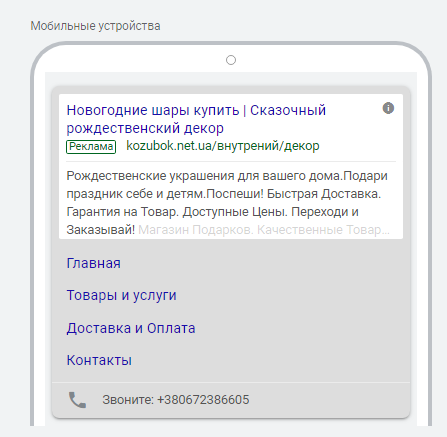 Мобильные устройства
Новогодние шары купить | Сказочный
рождественский декор
Реклама kozubok.net.ua/внутрений/декор
Рождественские украшения для вашего дома.Подари
праздник себе и детям.Поспеши! Быстрая Доставка.
Гарантия на Товар. Доступные Цены. Переходи и
Заказывай! Магазин Подарков. Качественные Товар...
Главная
Товары и услуги
Доставка и Оплата
Контакты
Звоните: +380672386605